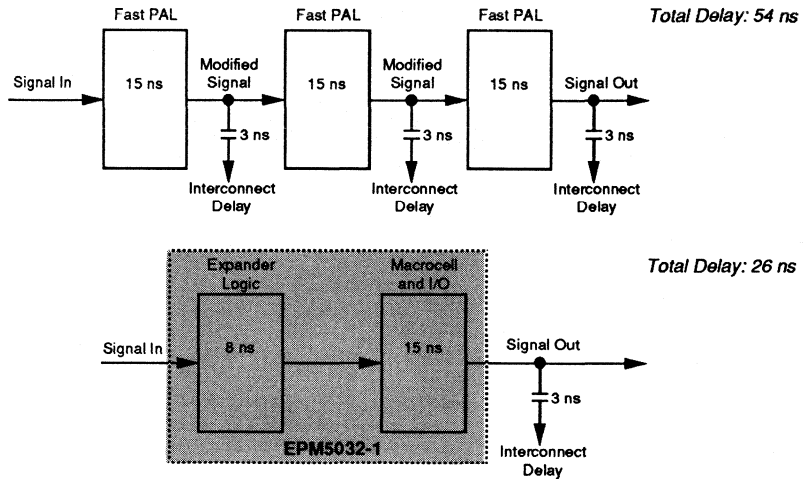 Fast PAL
Fast PAL
Fast PAL
Total Delay: 54 ns
Signal In
15 ns
Modified
Signal
15 ns
Modified
Signal
15 ns
Signal Out
3 ns
3 ns
3 ns
Interconnect
Delay
Interconnect
Delay
Interconnect
Delay
Total Delay: 26 ns
Expander
Logic
Macrocell
and I/O
Signal In
8 ns
15 ns
Signal Out
3 ns
EPM5032-1
Interconnect
Delay